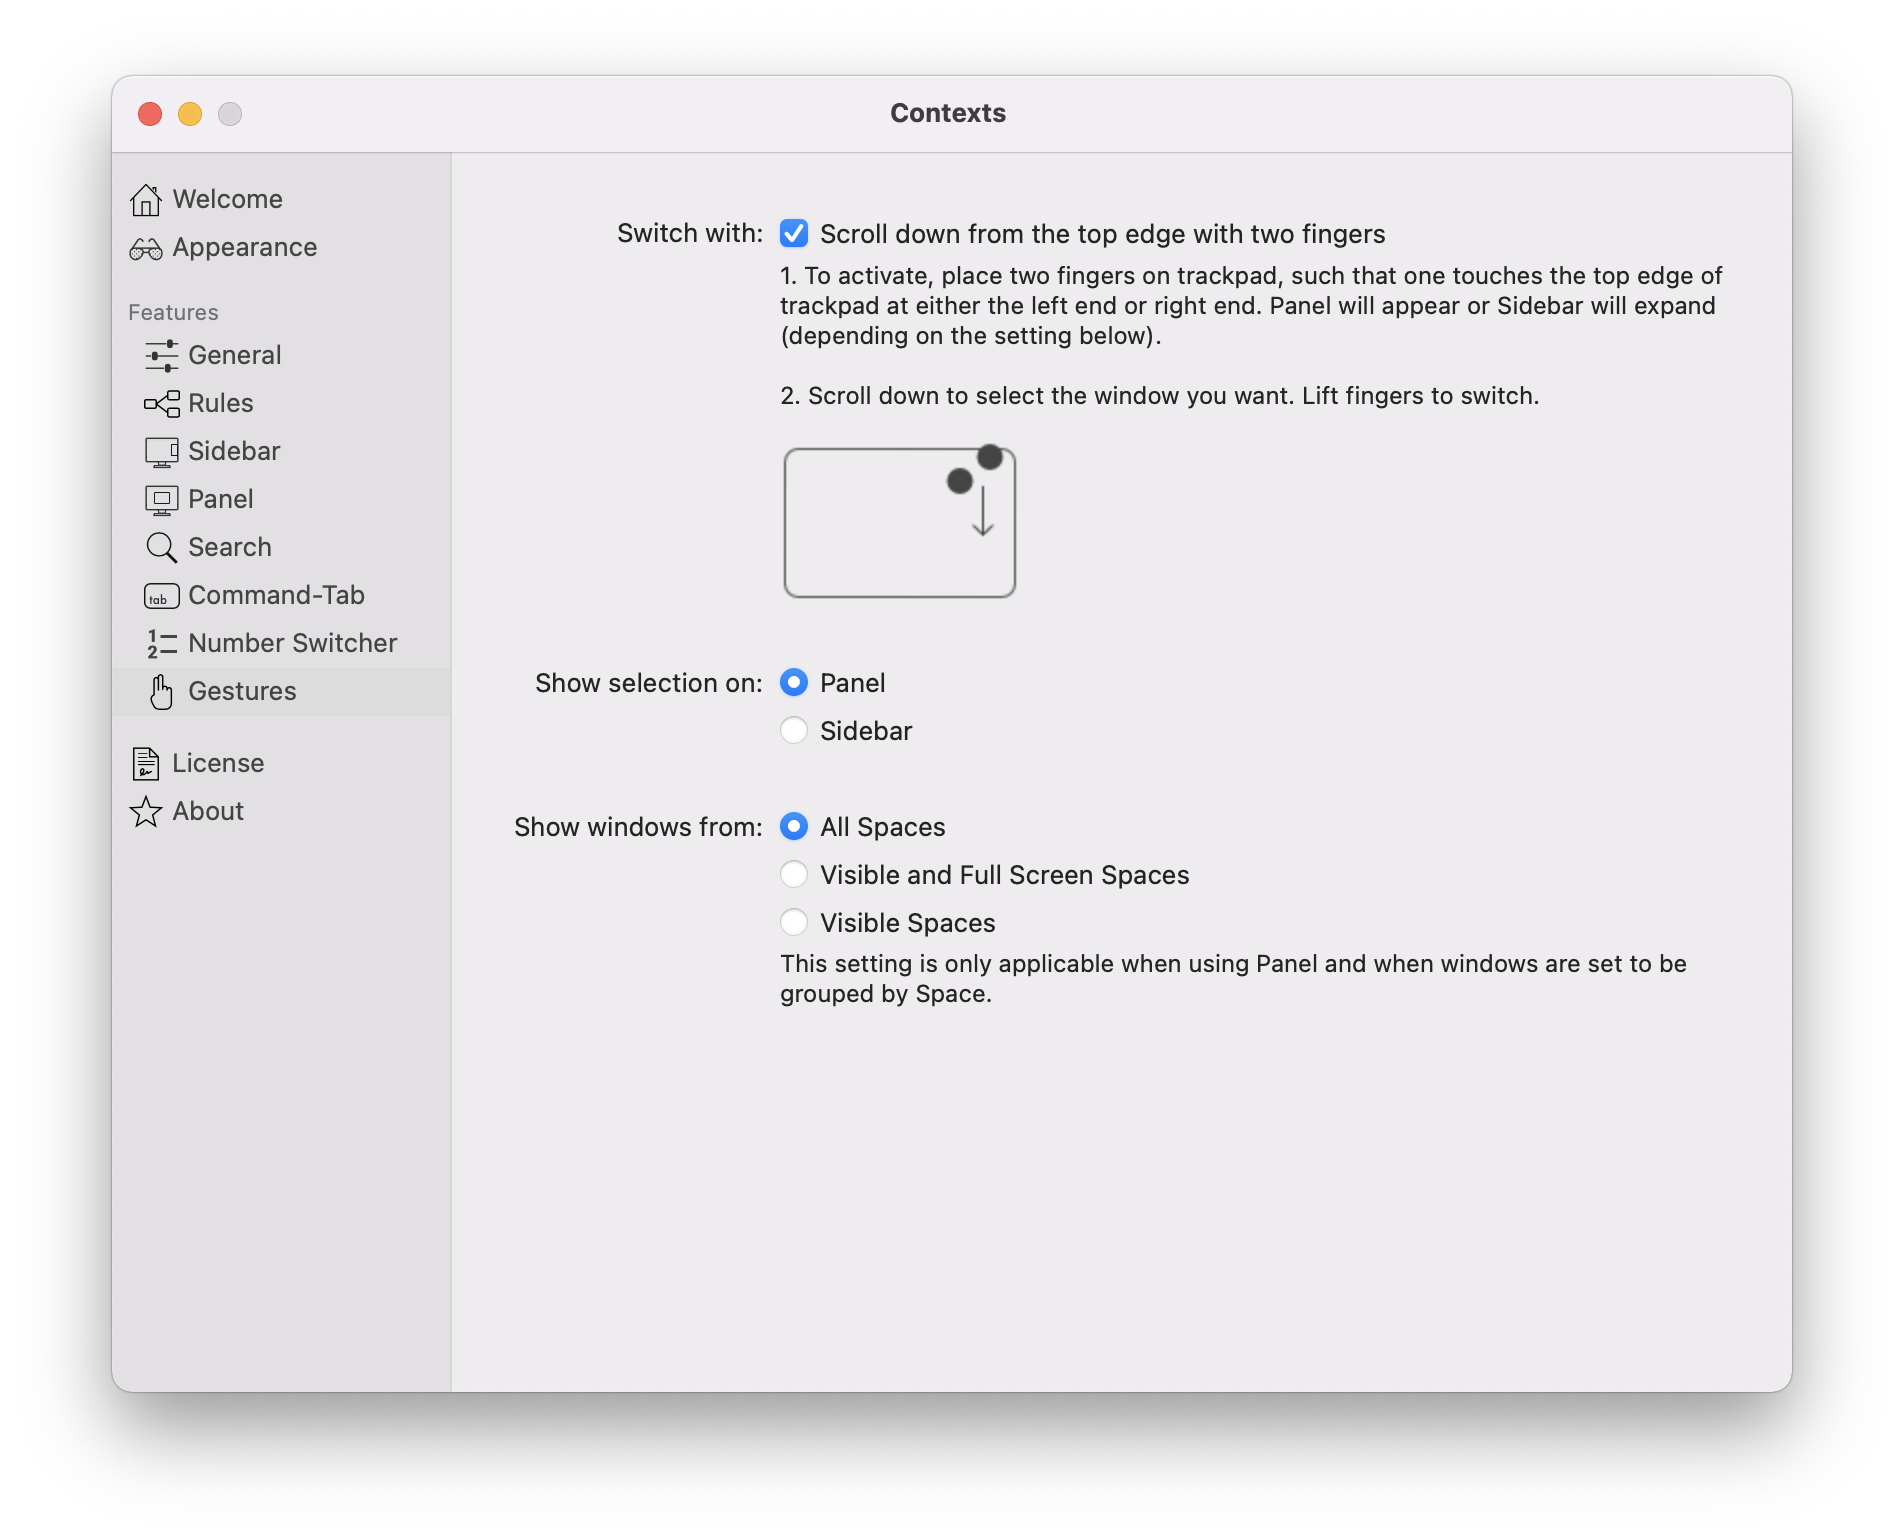 Contexts
Welcome
Appearance
Features
General
Rules
Sidebar
Panel
Search
tab Command-Tab
1 2 Number Switcher
Gestures
License
About
Switch with: Scroll down from the top edge with two fingers
1. To activate, place two fingers on trackpad, such that one touches the top edge of
trackpad at either the left end or right end. Panel will appear or Sidebar will expand
(depending on the setting below).
2. Scroll down to select the window you want. Lift fingers to switch.
Show selection on: Panel
Sidebar
Show windows from: All Spaces
Visible and Full Screen Spaces
Visible Spaces
This setting is only applicable when using Panel and when windows are set to be
grouped by Space.